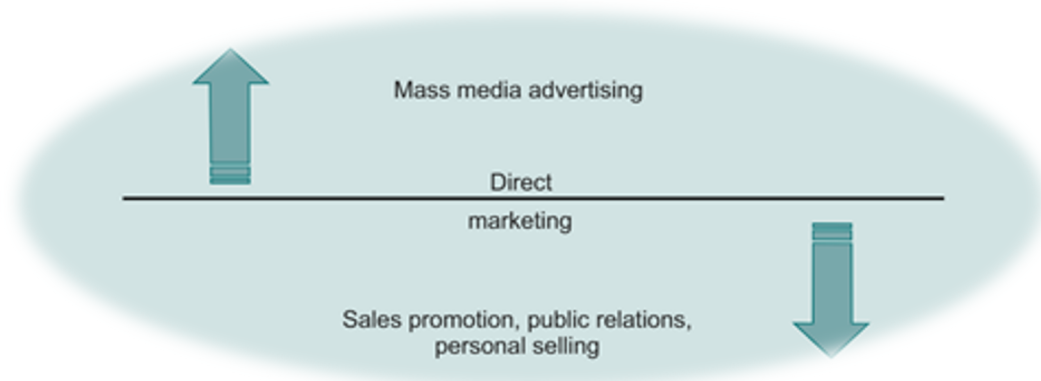 Mass media advertising
Direct
marketing
Sales promotion, public relations,
personal selling